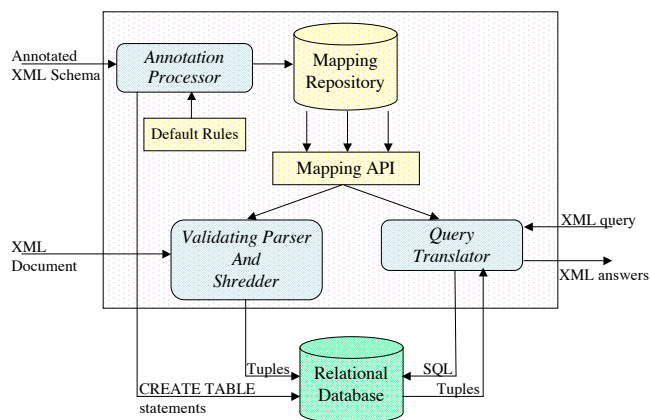 Annotated
XML Schema
Annotation
Processor
Mapping
Repository
Default Rules
Mapping API
XML
Document
Validating Parser
And
Shredder
Query
Translator
XML query
XML answers
Tuples
CREATE TABLE
statements
Relational
Database
SQL
Tuples